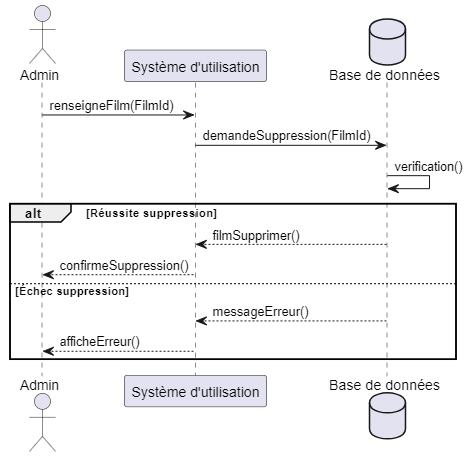 Admin
Système d'utilisation
Base de données
renseigneFilm(FilmId)
demandeSuppression(FilmId)
verification()
alt [Réussite suppression]
filmSupprimer()
confirmeSuppression()
[Échec suppression]
messageErreur()
afficheErreur()
Admin
Système d'utilisation
Base de données